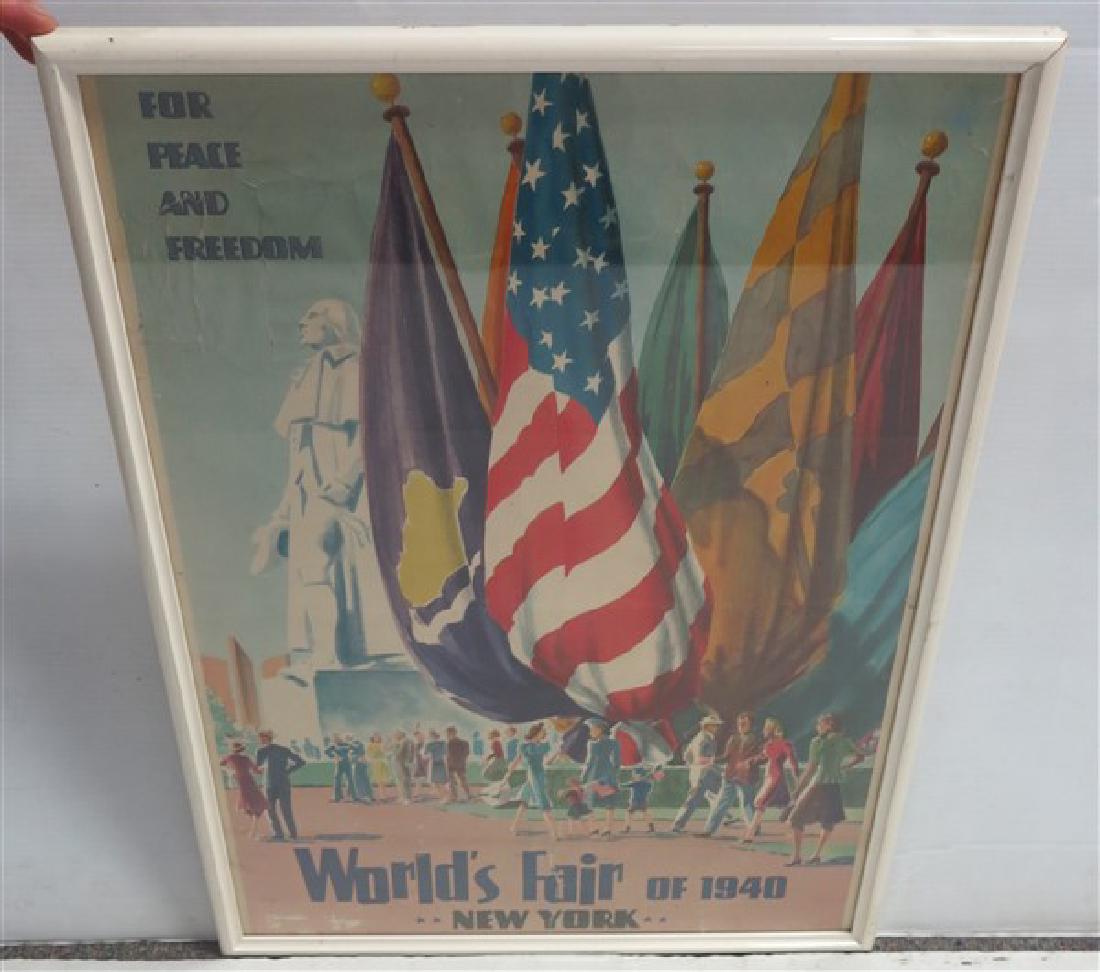 FOR
PEACE
AND
FREEDOM
World's Fair OF 1940
NEW YORK